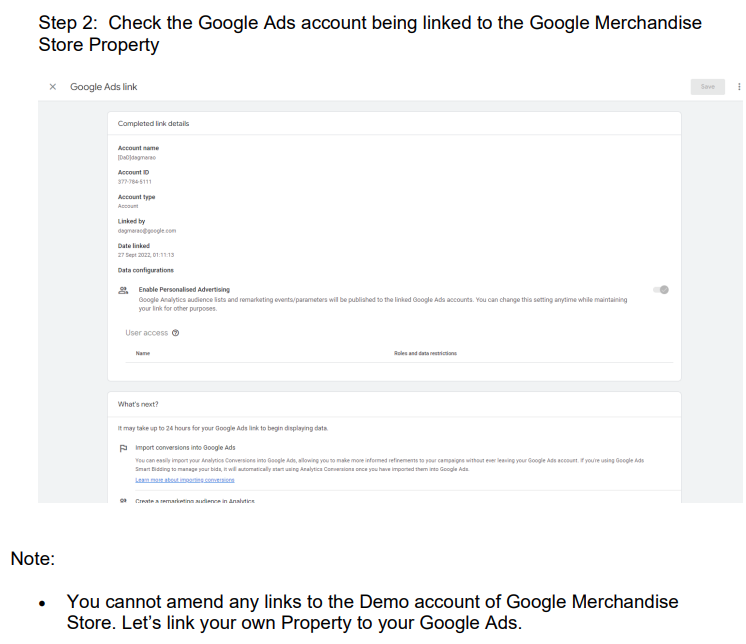 Step 2:  Check the Google Ads account being linked to the Google Merchandise
Store Property
Google Ads link
Save
Completed link details
Account name
[DaD]dagmarao
Account ID
377-784-5111
Account type
Account
Linked by
dagmarao@google.com
Date linked
27 Sept 2022, 01:11:13
Data configurations
Enable Personalised Advertising
Google Analytics audience lists and remarketing events/parameters will be published to the linked Google Ads accounts. You can change this setting anytime while maintaining
your link for other purposes.
User access
Name Roles and data restrictions
What's next?
It may take up to 24 hours for your Google Ads link to begin displaying data.
Import conversions into Google Ads
You can easily import your Analytics Conversions into Google Ads, allowing you to make more informed refinements to your campaigns without ever leaving your Google Ads account. If you're using Google Ads
Smart Bidding to manage your bids, it will automatically start using Analytics Conversions once you have imported them into Google Ads.
Learn more about importing conversions
Create a remarketing audience in Analytics
Note:
• You cannot amend any links to the Demo account of Google Merchandise
Store. Let's link your own Property to your Google Ads.